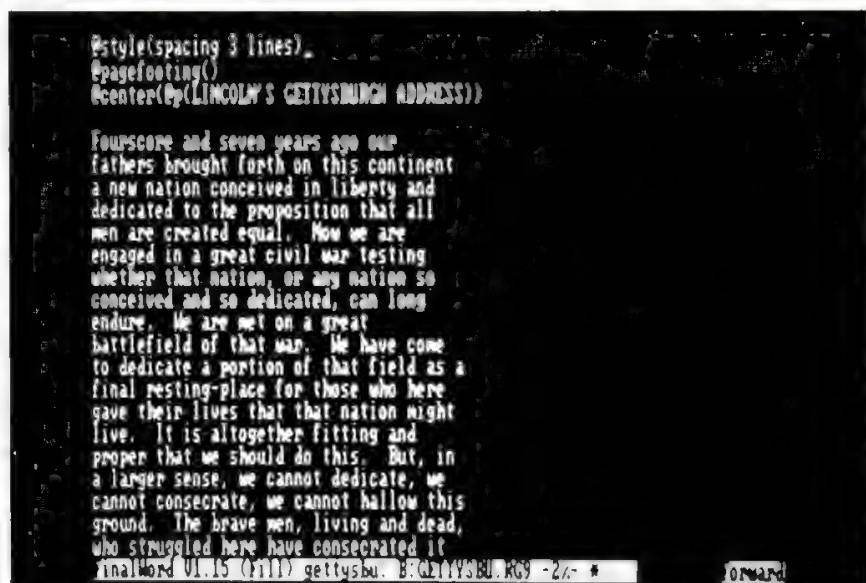 @style(spacing 3 lines)
@pagefooting()
@center(@p(LINCOLN'S GETTYSBURGH ADDRESS))
Fourscore and seven years ago our
fathers brought forth on this continent
a new nation conceived in liberty and
dedicated to the proposition that all
men are created equal. Now we are
engaged in a great civil war testing
whether that nation, or any nation so
conceived and so dedicated, can long
endure. We are met on a great
battlefield of that war. We have come
to dedicate a portion of that field as a
final resting-place for those who here
gave their lives that that nation might
live. It is altogether fitting and
proper that we should do this. But, in
a larger sense, we cannot dedicate, we
cannot consecrate, we cannot hallow this
ground. The brave men, living and dead,
who struggled here have consecrated it
inalWord V1.15 (fill) gettysbu. B:GETTYSBU.RG9 -2%- * orward